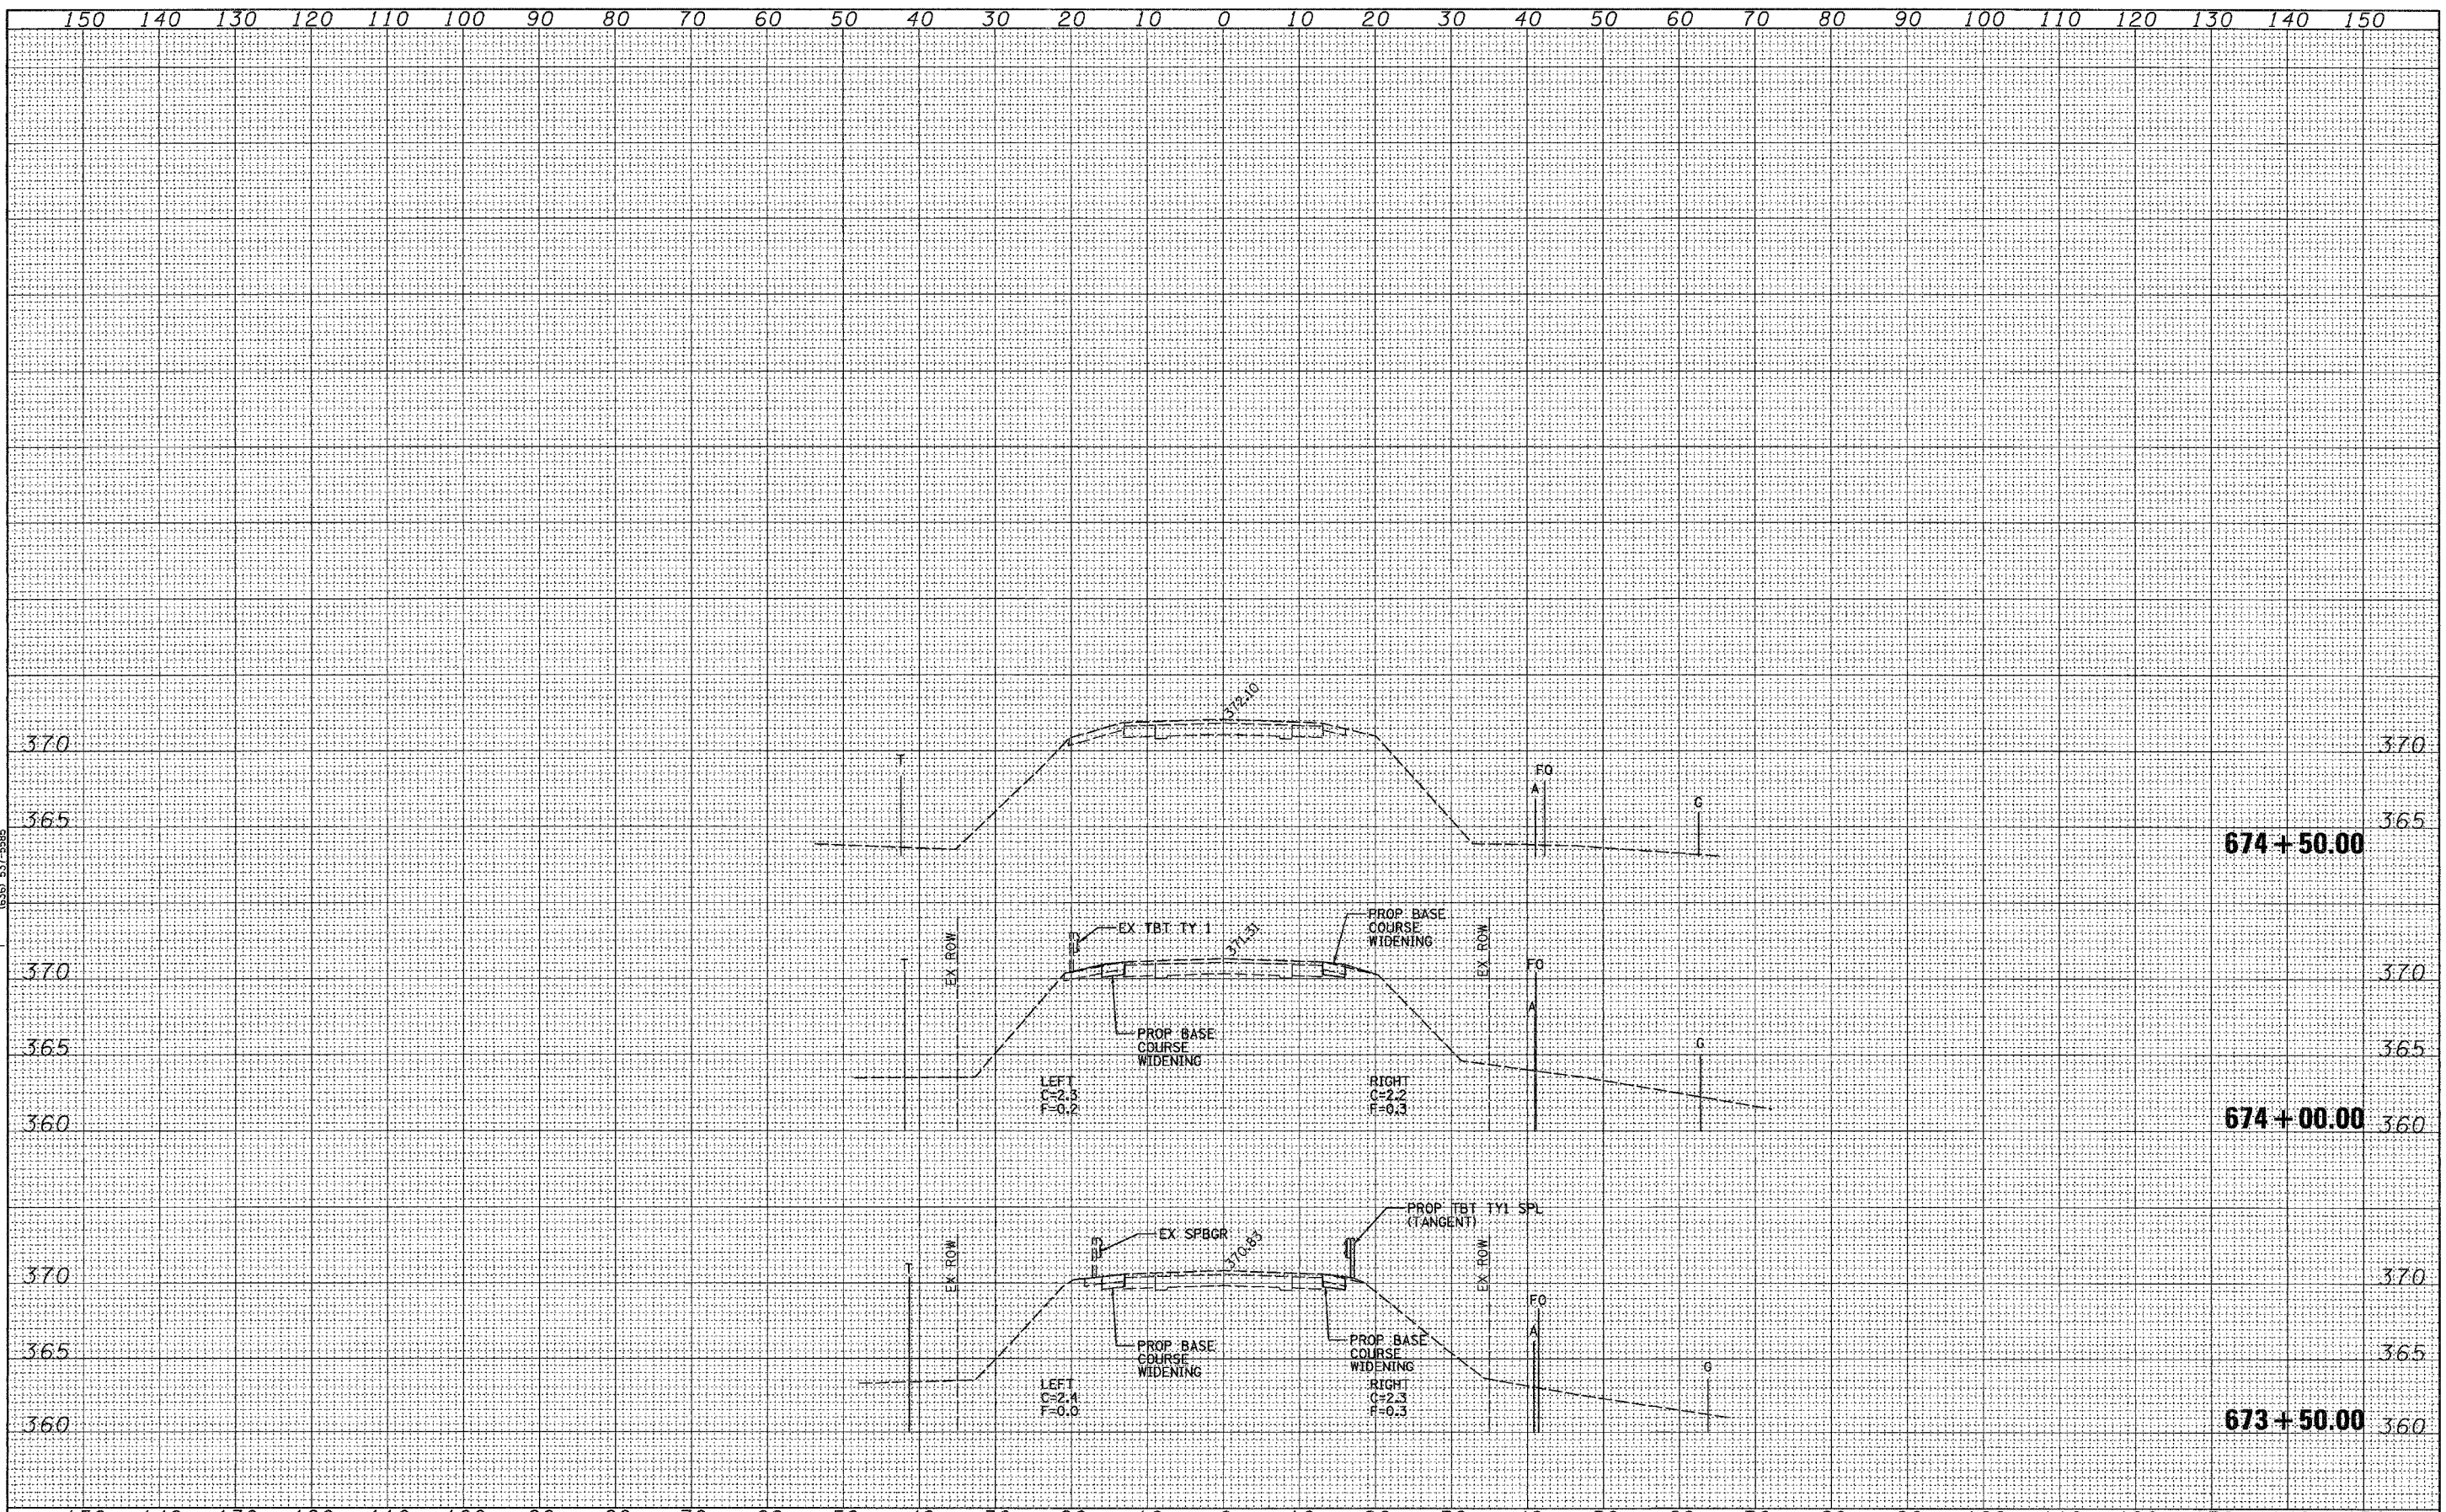 150 140 130 120 110 100 90 80 70 60 50 40 30 20 10 0 10 20 30 40 50 60 70 80 90 100 110 120 130 140 150
372.10
370 370
T
FO
A
G
365 365
674+50.00
EX TBT TY 1
371.31
PROP BASE
COURSE
WIDENING
EX ROW
EX ROW
T
FO
370 370
A
PROP BASE
COURSE
WIDENING
G
365 365
LEFT
C=2.3
F=0.2
RIGHT
C=2.2
F=0.3
674+00.00
360 360
PROP TBT TY1 SPL
(TANGENT)
EX SPBGR
370.83
EX ROW
EX ROW
T
370 370
FO
A
PROP BASE
COURSE
WIDENING
PROP BASE
COURSE
WIDENING
365 365
G
LEFT
C=2.4
F=0.0
RIGHT
C=2.3
F=0.3
673+50.00
360 360